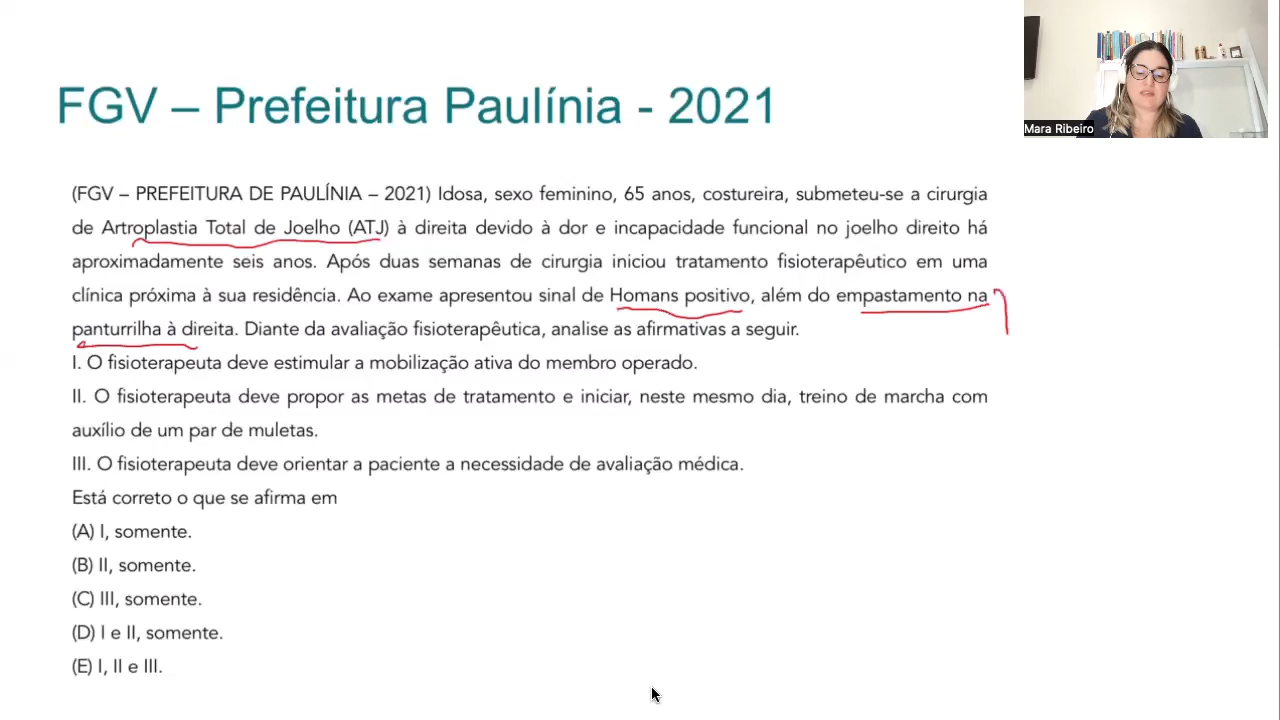 FGV – Prefeitura Paulínia - 2021
Mara Ribeiro
(FGV – PREFEITURA DE PAULÍNIA – 2021) Idosa, sexo feminino, 65 anos, costureira, submeteu-se a cirurgia
de Artroplastia Total de Joelho (ATJ) à direita devido à dor e incapacidade funcional no joelho direito há
aproximadamente seis anos. Após duas semanas de cirurgia iniciou tratamento fisioterapêutico em uma
clínica próxima à sua residência. Ao exame apresentou sinal de Homans positivo, além do empastamento na
panturrilha à direita. Diante da avaliação fisioterapêutica, analise as afirmativas a seguir.
I. O fisioterapeuta deve estimular a mobilização ativa do membro operado.
II. O fisioterapeuta deve propor as metas de tratamento e iniciar, neste mesmo dia, treino de marcha com
auxílio de um par de muletas.
III. O fisioterapeuta deve orientar a paciente a necessidade de avaliação médica.
Está correto o que se afirma em
(A) I, somente.
(B) II, somente.
(C) III, somente.
(D) I e II, somente.
(E) I, II e III.